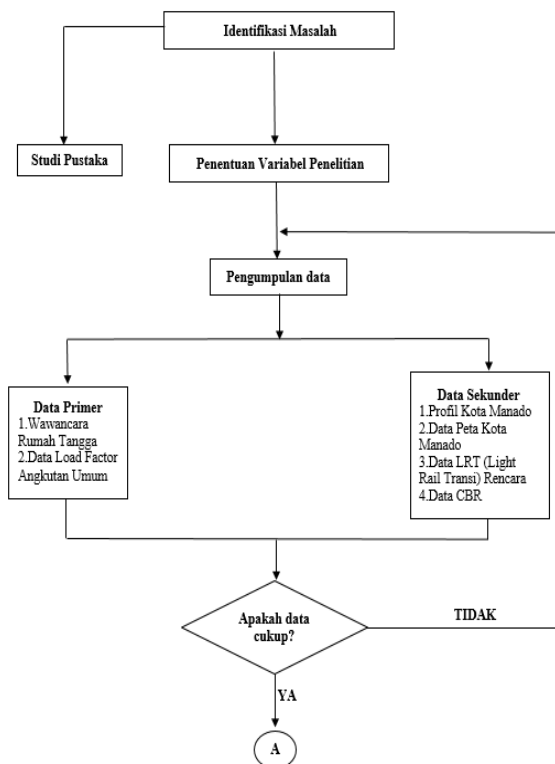 Identifikasi Masalah
Studi Pustaka
Penentuan Variabel Penelitian
Pengumpulan data
Data Primer
1.Wawancara
Rumah Tangga
2.Data Load Factor
Angkutan Umum
Data Sekunder
1.Profil Kota Manado
2.Data Peta Kota
Manado
3.Data LRT (Light
Rail Transi) Rencara
4.Data CBR
Apakah data
cukup?
TIDAK
YA
A